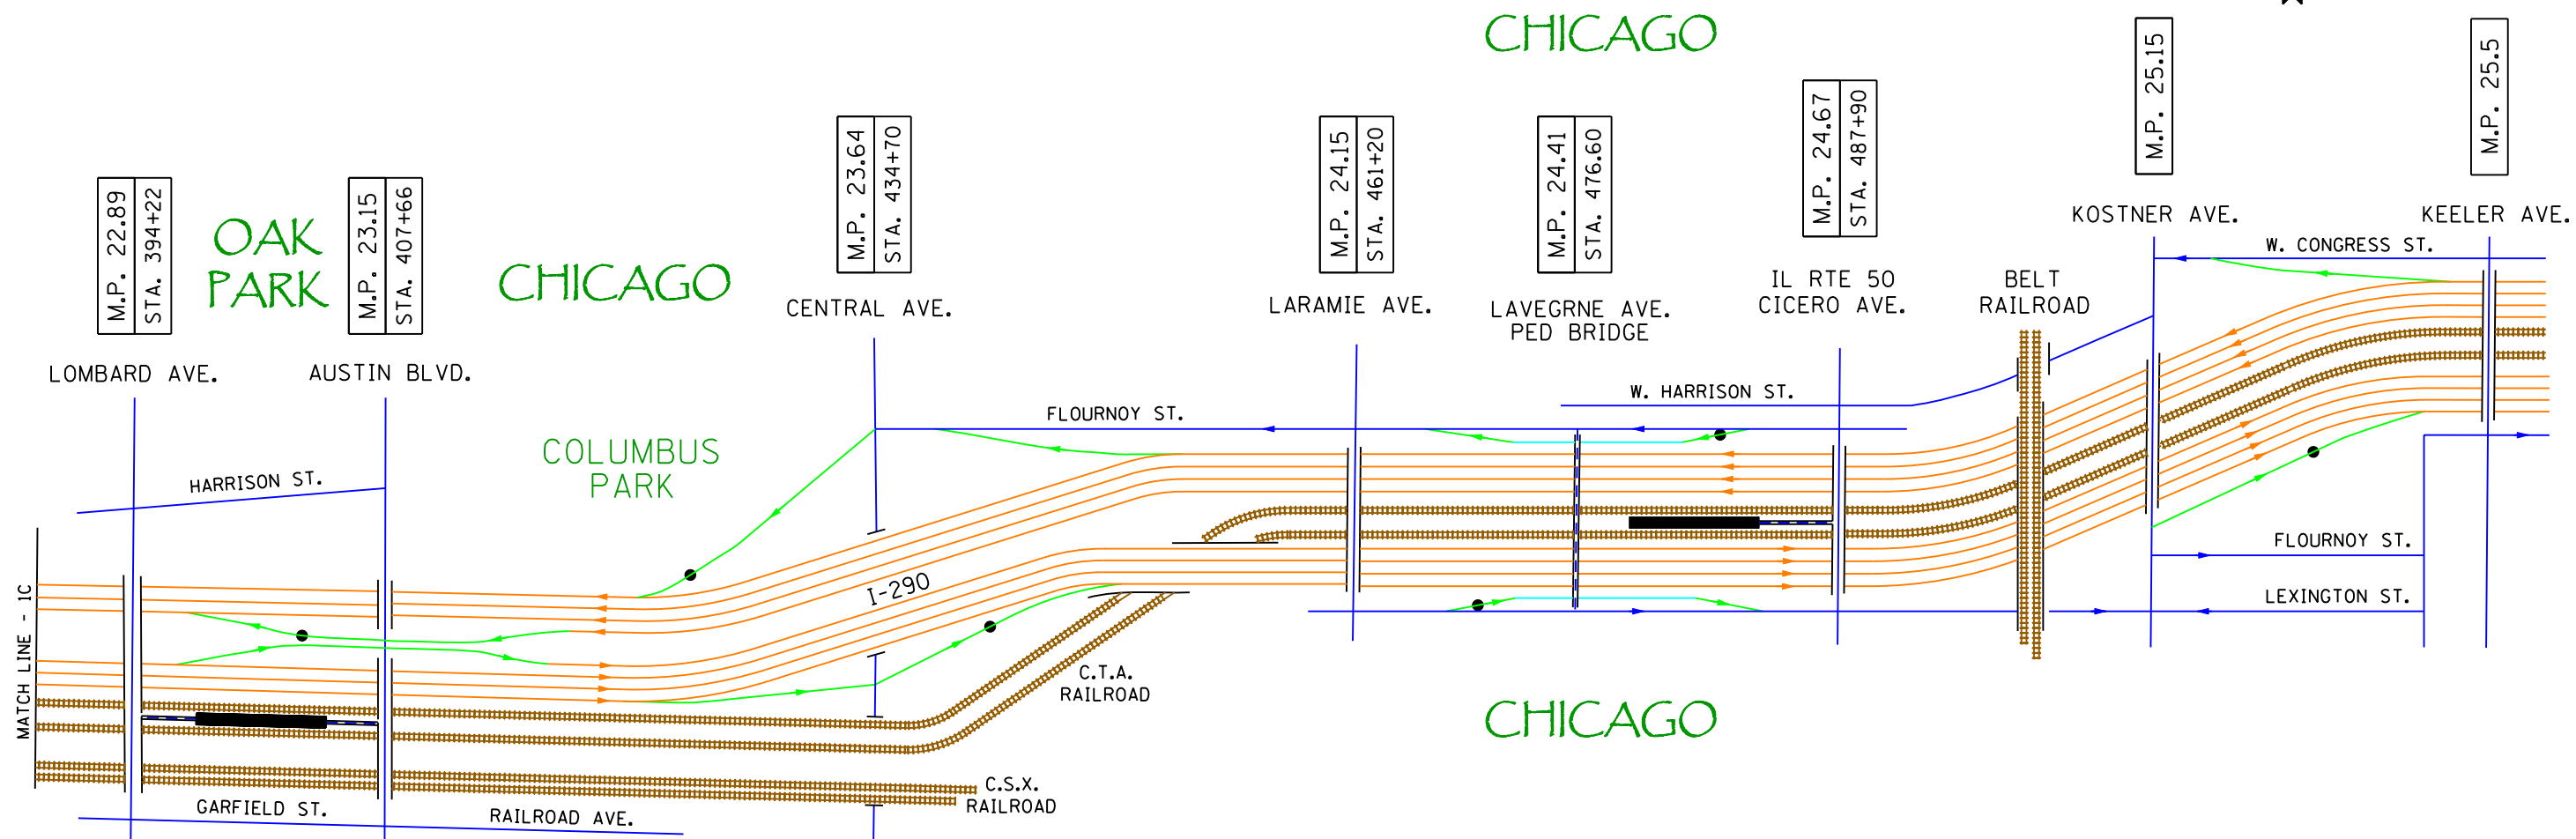 CHICAGO
M.P. 22.89
STA. 394+22
LOMBARD AVE.
OAK
PARK
M.P. 23.15
STA. 407+66
AUSTIN BLVD.
CHICAGO
M.P. 23.64
STA. 434+70
CENTRAL AVE.
M.P. 24.15
STA. 461+20
LARAMIE AVE.
M.P. 24.41
STA. 476.60
LAVEGRNE AVE.
PED BRIDGE
M.P. 24.67
STA. 487+90
IL RTE 50
CICERO AVE.
BELT
RAILROAD
M.P. 25.15
KOSTNER AVE.
M.P. 25.5
KEELER AVE.
W. CONGRESS ST.
W. HARRISON ST.
FLOURNOY ST.
COLUMBUS
PARK
HARRISON ST.
I-290
FLOURNOY ST.
LEXINGTON ST.
MATCH LINE - 1C
C.T.A.
RAILROAD
CHICAGO
C.S.X.
RAILROAD
GARFIELD ST.
RAILROAD AVE.